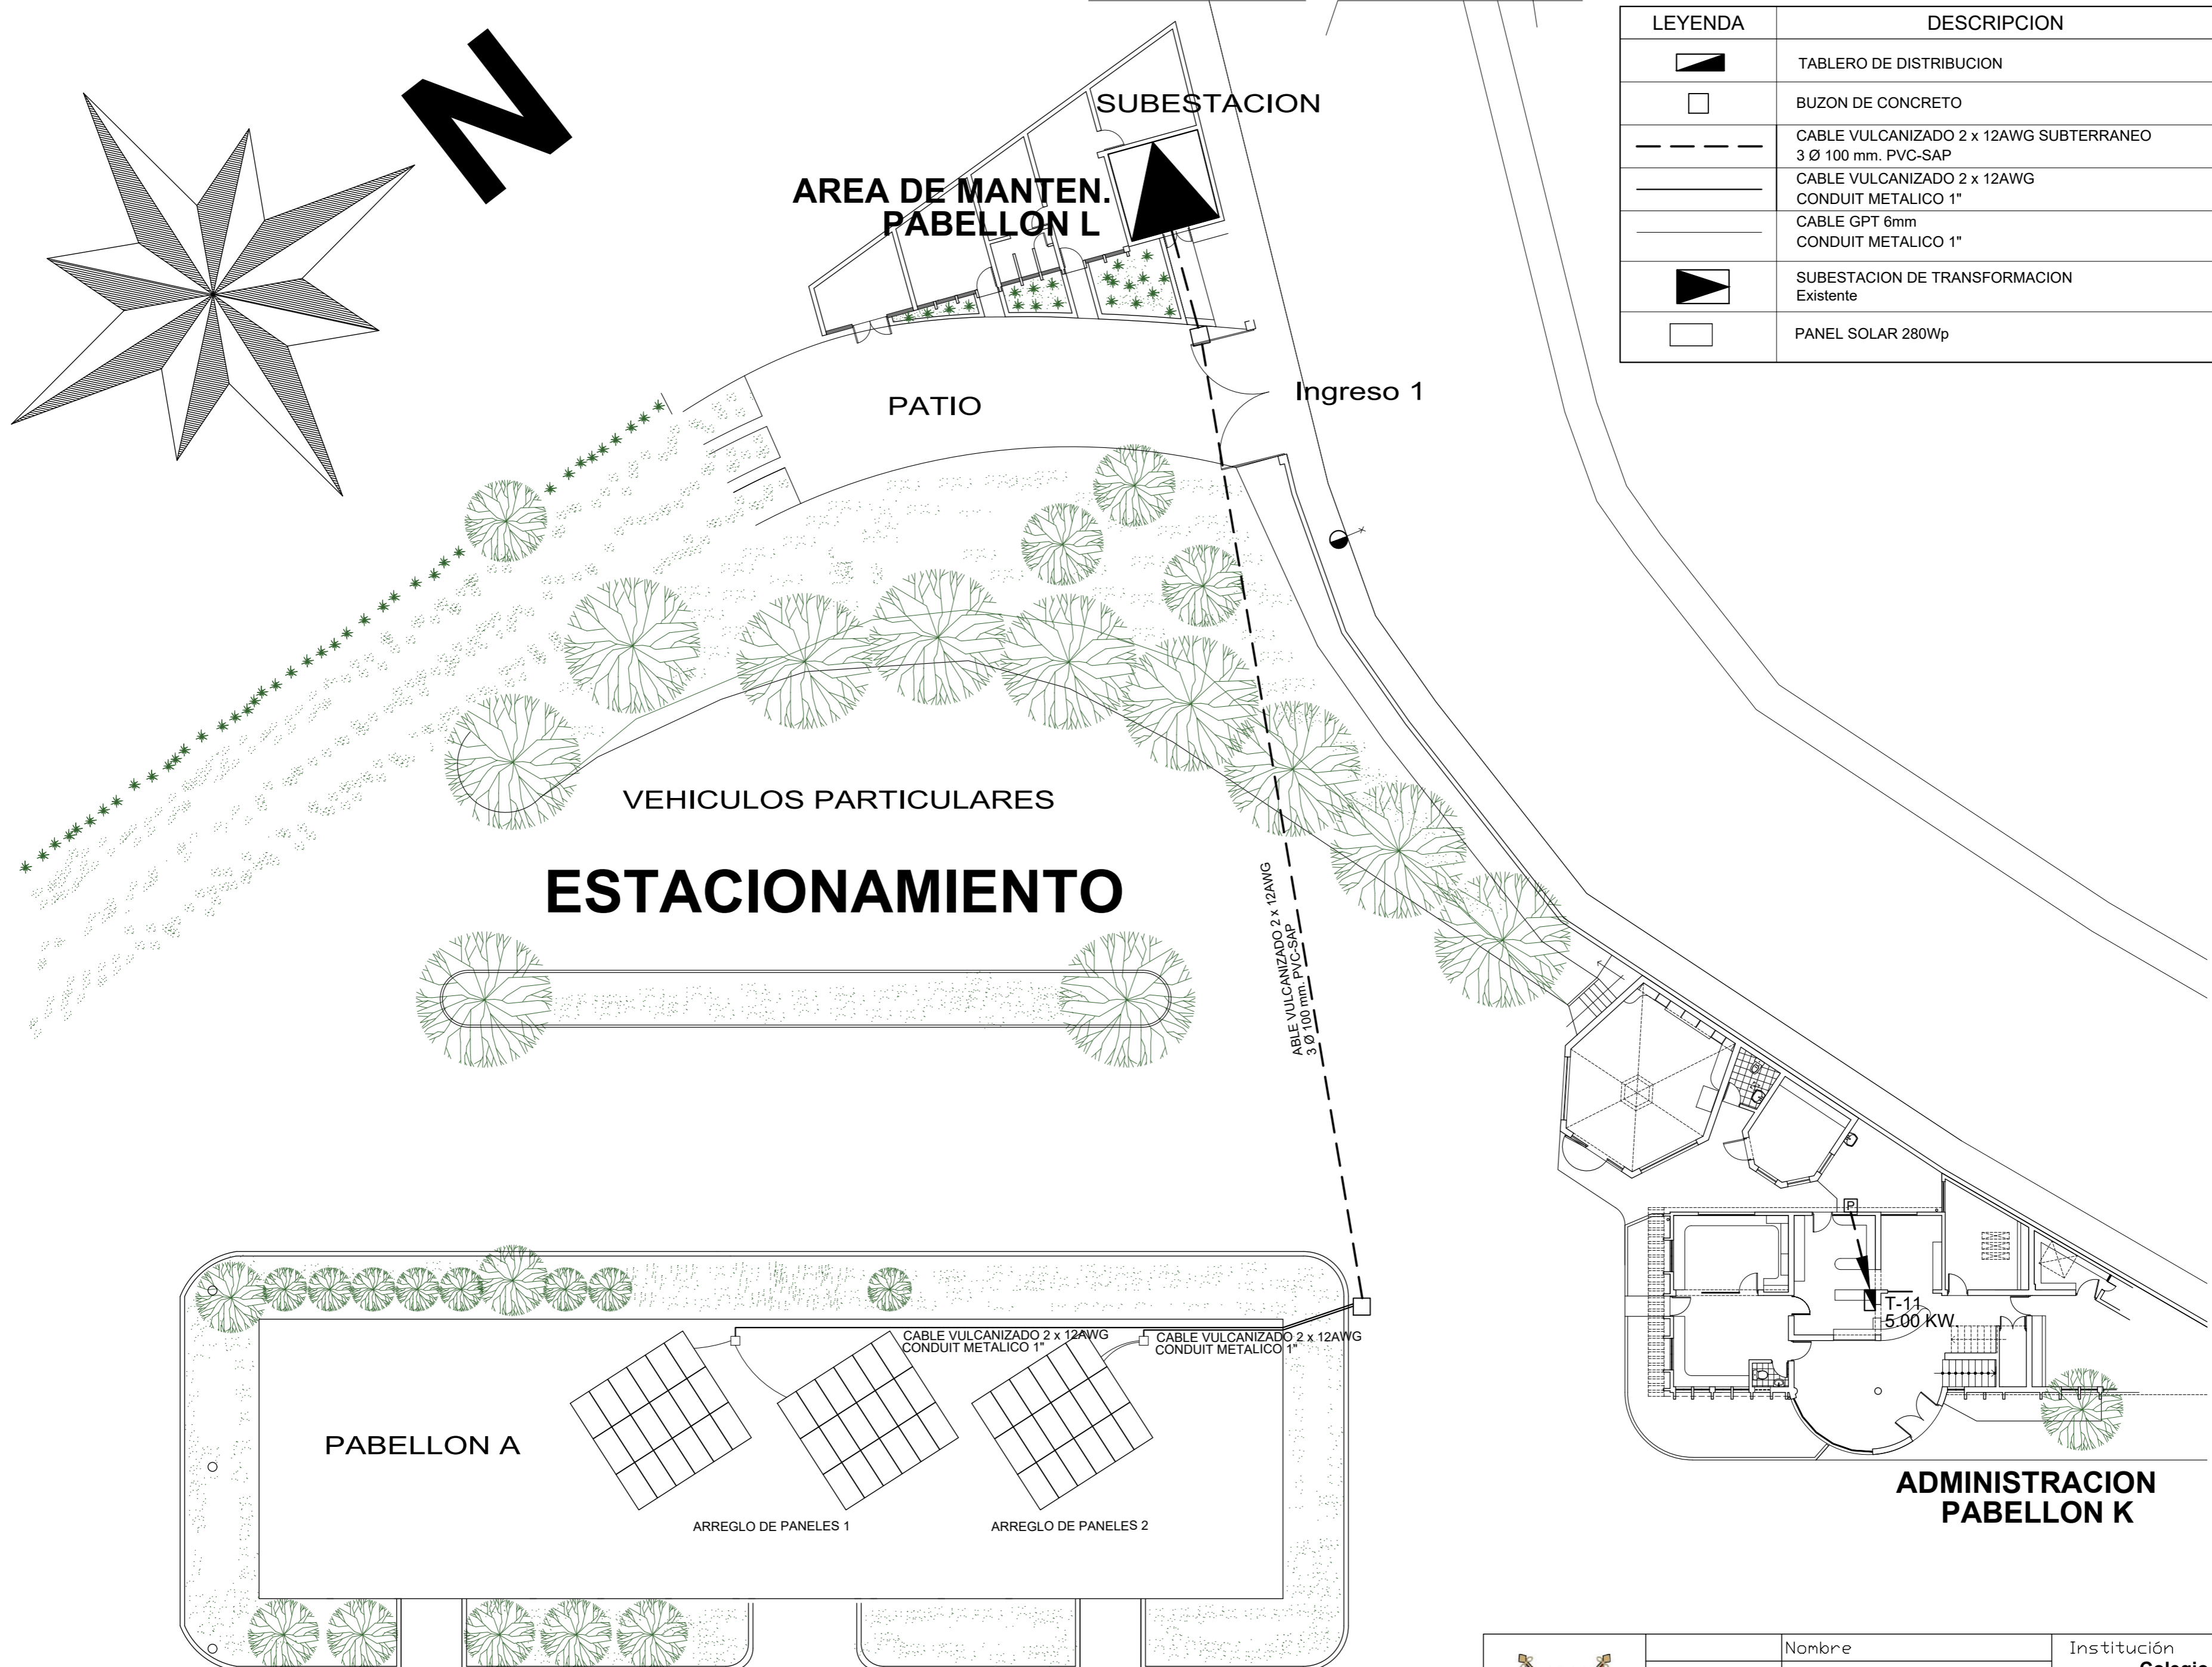 N
LEYENDA DESCRIPCION
TABLERO DE DISTRIBUCION
BUZON DE CONCRETO
CABLE VULCANIZADO 2 x 12AWG SUBTERRANEO
3 Ø 100 mm. PVC-SAP
CABLE VULCANIZADO 2 x 12AWG
CONDUIT METALICO 1"
CABLE GPT 6mm
CONDUIT METALICO 1"
SUBESTACION DE TRANSFORMACION
Existente
PANEL SOLAR 280Wp
SUBESTACION
AREA DE MANTEN.
PABELLON L
PATIO
Ingreso 1
VEHICULOS PARTICULARES
ESTACIONAMIENTO
ABLE VULCANIZADO 2 x 12AWG
3 Ø 100 mm. PVC-SAP
P
T-11
5.00 KW.
CABLE VULCANIZADO 2 x 12AWG
CONDUIT METALICO 1"
CABLE VULCANIZADO 2 x 12AWG
CONDUIT METALICO 1"
PABELLON A
ARREGLO DE PANELES 1
ARREGLO DE PANELES 2
ADMINISTRACION
PABELLON K
Nombre
Institución